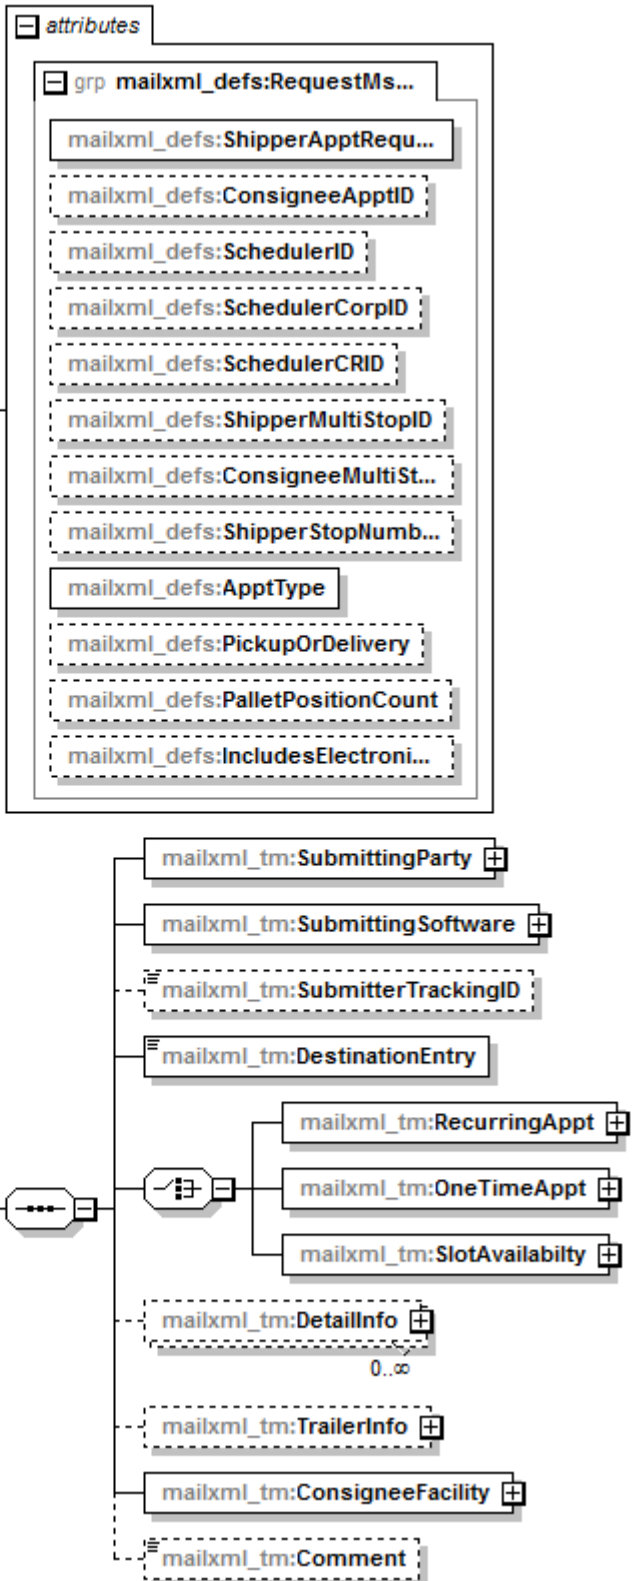 attributes
grp mailxml_defs:RequestMs...
mailxml_defs:ShipperApptRequ...
mailxml_defs:ConsigneeApptID
mailxml_defs:SchedulerID
mailxml_defs:SchedulerCorpID
mailxml_defs:SchedulerCRID
mailxml_defs:ShipperMultiStopID
mailxml_defs:ConsigneeMultiSt...
mailxml_defs:ShipperStopNumb...
mailxml_defs:ApptType
mailxml_defs:PickupOrDelivery
mailxml_defs:PalletPositionCount
mailxml_defs:IncludesElectroni...
mailxml_tm:SubmittingParty
mailxml_tm:SubmittingSoftware
mailxml_tm:SubmitterTrackingID
mailxml_tm:DestinationEntry
mailxml_tm:RecurringAppt
mailxml_tm:OneTimeAppt
mailxml_tm:SlotAvailabilty
mailxml_tm:DetailInfo
0..∞
mailxml_tm:TrailerInfo
mailxml_tm:ConsigneeFacility
mailxml_tm:Comment